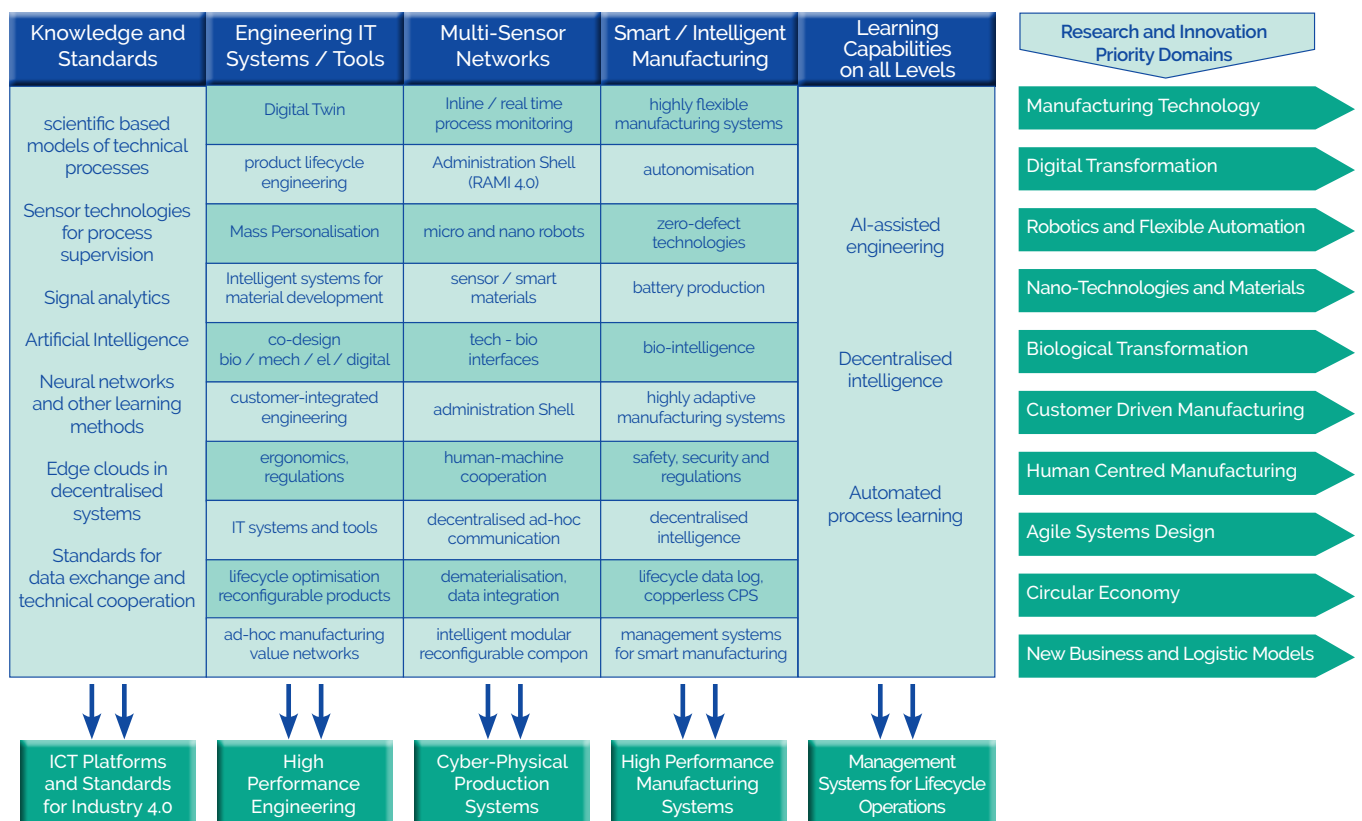 Knowledge and
Standards
Engineering IT
Systems / Tools
Multi-Sensor
Networks
Smart / Intelligent
Manufacturing
Learning
Capabilities
on all Levels
Research and Innovation
Priority Domains
scientific based
models of technical
processes
Sensor technologies
for process
supervision
Signal analytics
Artificial Intelligence
Neural networks
and other learning
methods
Edge clouds in
decentralised
systems
Standards for
data exchange and
technical cooperation
Digital Twin
Inline / real time
process monitoring
highly flexible
manufacturing systems
Manufacturing Technology
product lifecycle
engineering
Administration Shell
(RAMI 4.0)
autonomisation
Digital Transformation
Mass Personalisation
micro and nano robots
zero-defect
technologies
Robotics and Flexible Automation
Intelligent systems for
material development
sensor / smart
materials
battery production
Nano-Technologies and Materials
co-design
bio / mech / el / digital
tech - bio
interfaces
bio-intelligence
Biological Transformation
customer-integrated
engineering
administration Shell
highly adaptive
manufacturing systems
Customer Driven Manufacturing
ergonomics,
regulations
human-machine
cooperation
safety, security and
regulations
Human Centred Manufacturing
IT systems and tools
decentralised ad-hoc
communication
decentralised
intelligence
Agile Systems Design
lifecycle optimisation
reconfigurable products
dematerialisation,
data integration
lifecycle data log,
copperless CPS
Circular Economy
ad-hoc manufacturing
value networks
intelligent modular
reconfigurable compon
management systems
for smart manufacturing
New Business and Logistic Models
AI-assisted
engineering
Decentralised
intelligence
Automated
process learning
ICT Platforms
and Standards
for Industry 4.0
High
Performance
Engineering
Cyber-Physical
Production
Systems
High Performance
Manufacturing
Systems
Management
Systems for Lifecycle
Operations